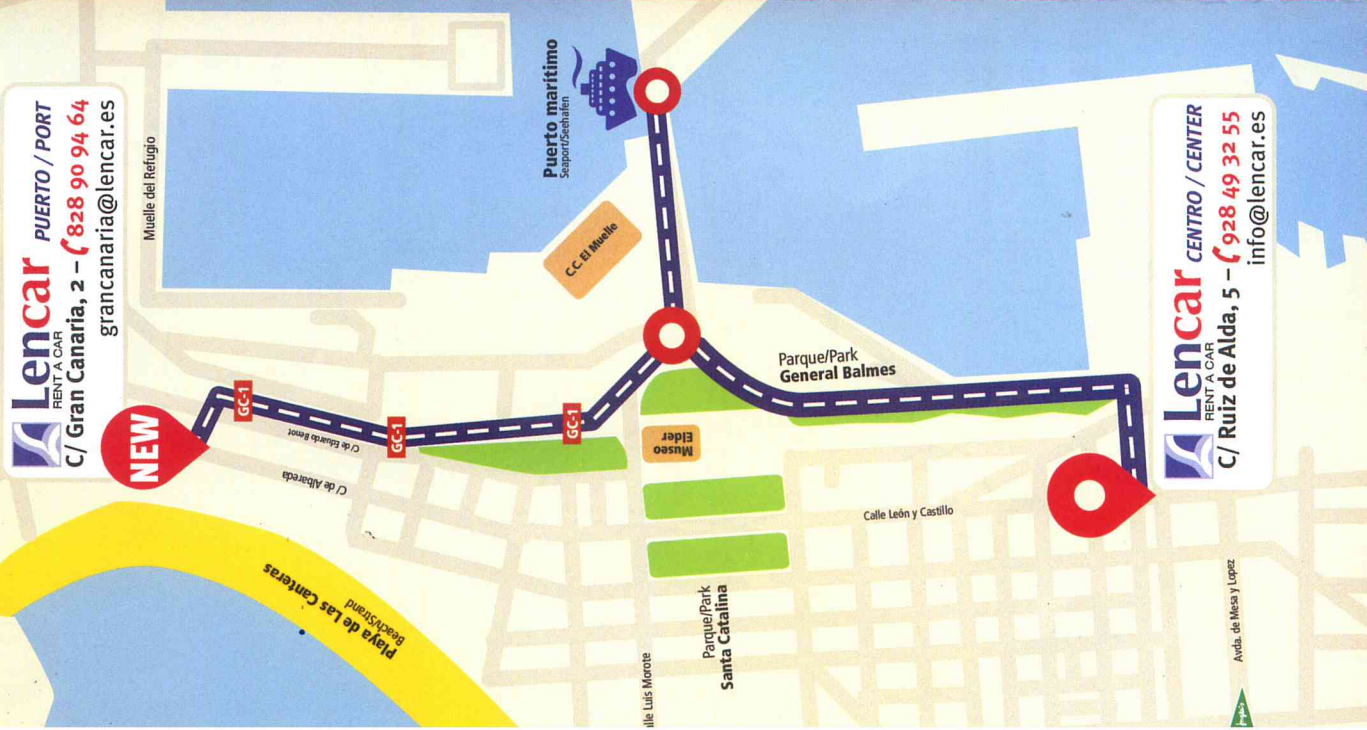 Lencar PUERTO / PORT
RENT A CAR
C/ Gran Canaria, 2 – 828 90 94 64
grancanaria@lencar.es
Muelle del Refugio
NEW
GC-1
GC-1
GC-1
C/ de Eduardo Benot
C/ de Albareda
Playa de Las Canteras
Beach/Strand
Puerto marítimo
Seaport/Seehafen
C.C. El Muelle
Museo
Elder
Parque/Park
General Balmes
Parque/Park
Santa Catalina
lle Luis Morote
Calle León y Castillo
Lencar CENTRO / CENTER
RENT A CAR
C/ Ruiz de Alda, 5 – 928 49 32 55
info@lencar.es
Avda. de Mesa y Lopez